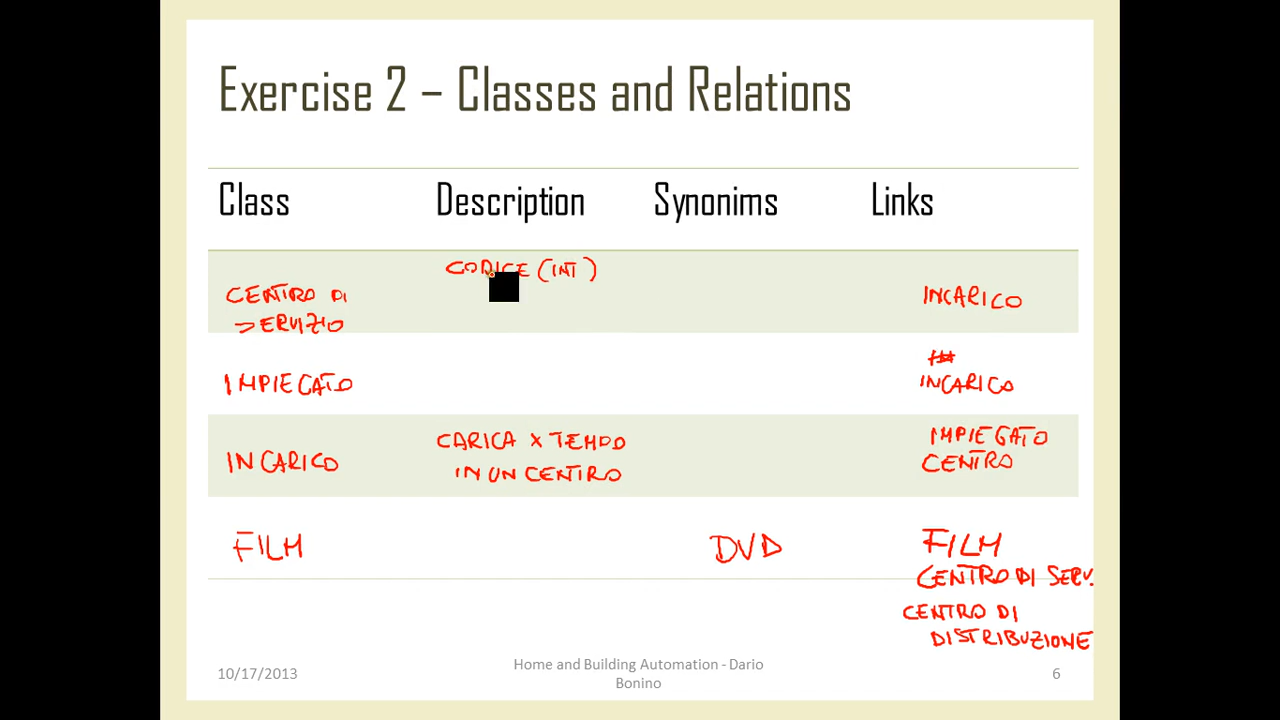 Exercise 2 – Classes and Relations
Class Description Synonims Links
CODICE (INT)
CENTRO DI
SERVIZIO
INCARICO
IMPIEGATO
INCARICO
INCARICO
CARICA X TEMPO
IN UN CENTRO
IMPIEGATO
CENTRO
FILM
DVD
FILM
CENTRO DI SERV.
CENTRO DI
DISTRIBUZIONE
10/17/2013
Home and Building Automation - Dario
Bonino
6